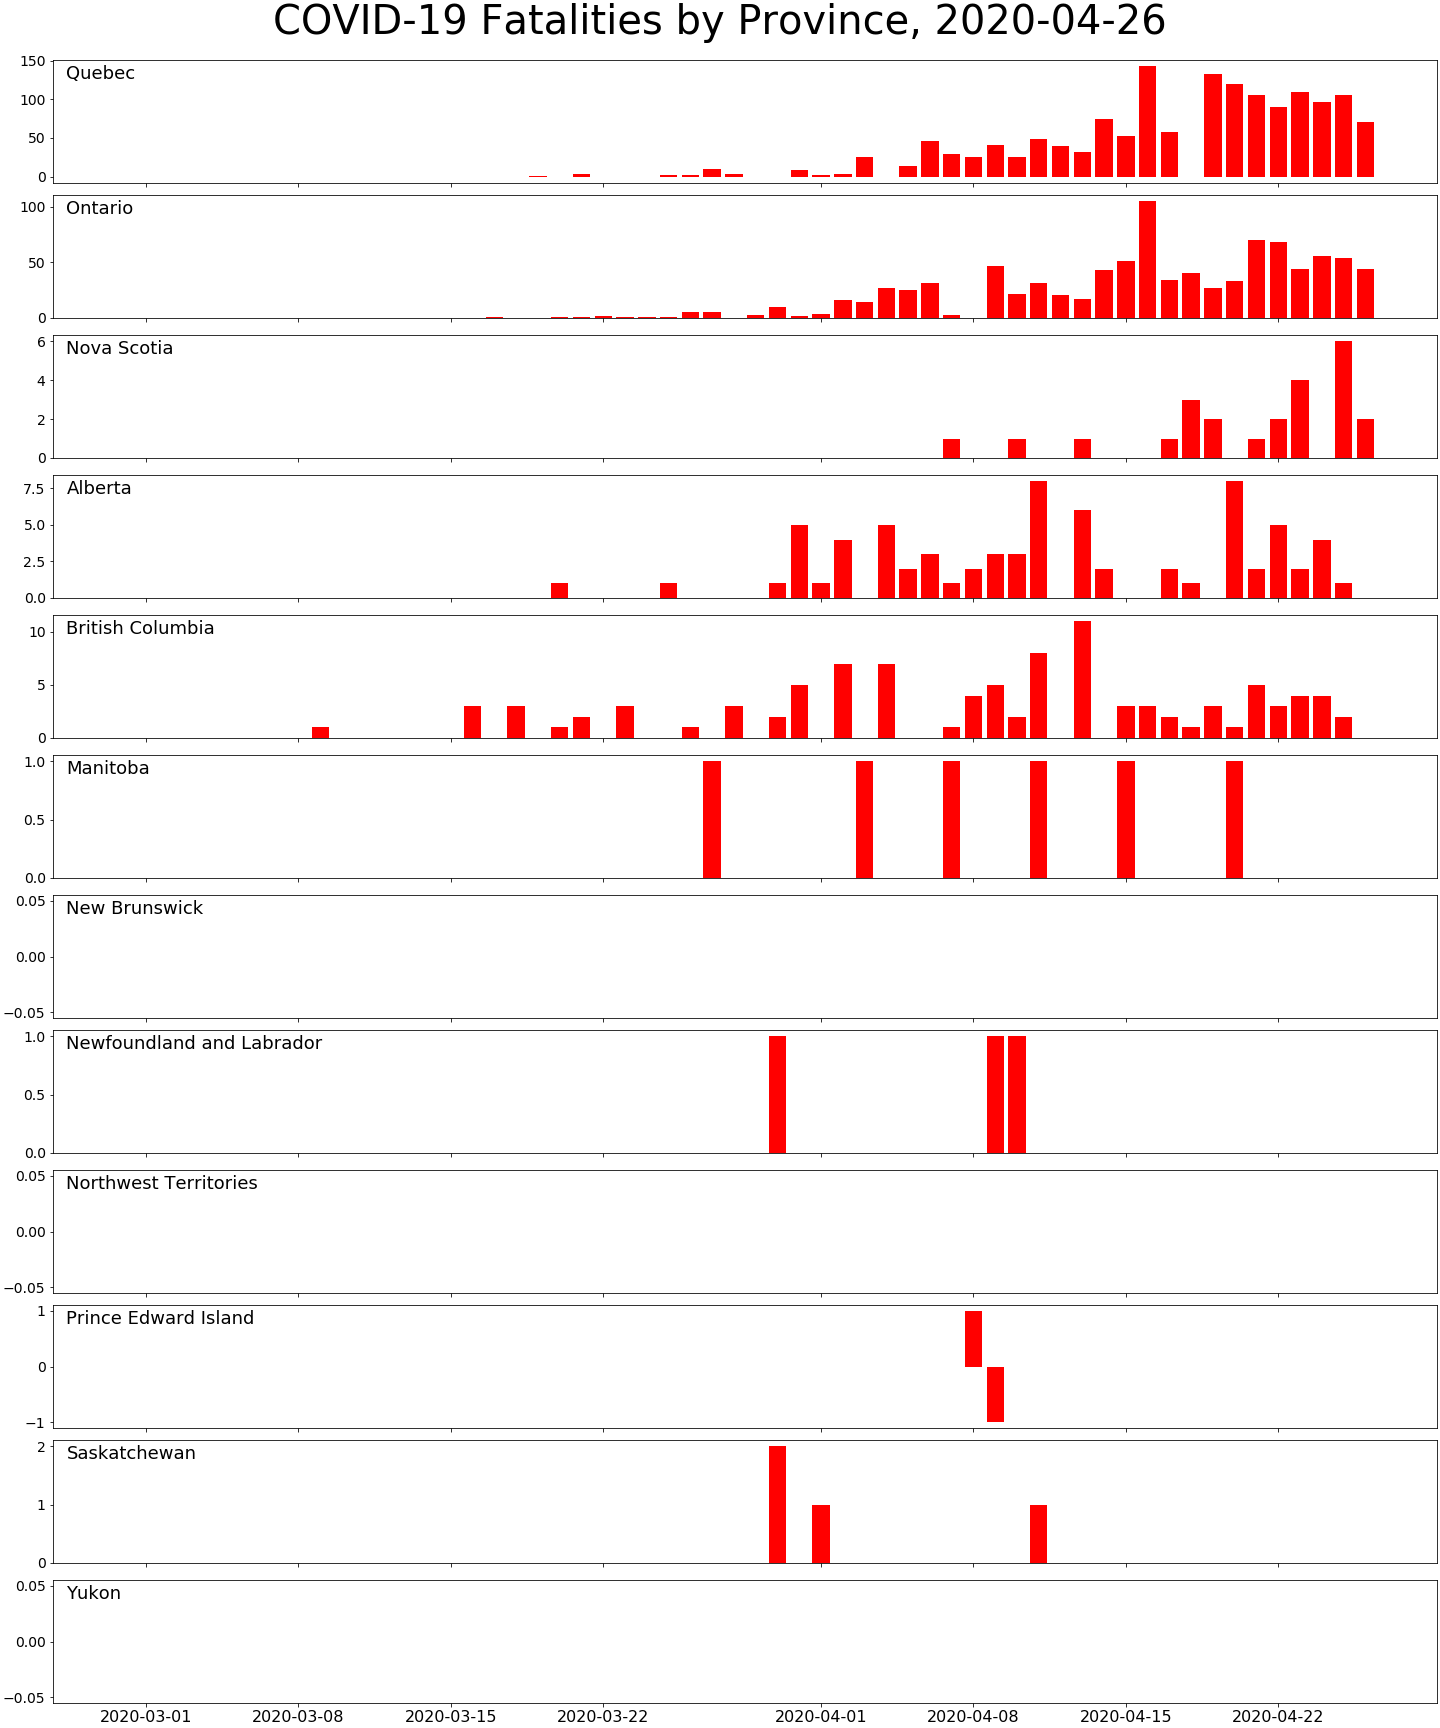 COVID-19 Fatalities by Province, 2020-04-26
150
Quebec
100
50
0
100
Ontario
50
0
6
Nova Scotia
4
2
0
7.5
Alberta
5.0
2.5
0.0
British Columbia
10
5
0
1.0
Manitoba
0.5
0.0
0.05
New Brunswick
0.00
−0.05
1.0
Newfoundland and Labrador
0.5
0.0
0.05
Northwest Territories
0.00
−0.05
1
Prince Edward Island
0
−1
2
Saskatchewan
1
0
0.05
Yukon
0.00
−0.05
2020-03-01 2020-03-08 2020-03-15 2020-03-22 2020-04-01 2020-04-08 2020-04-15 2020-04-22